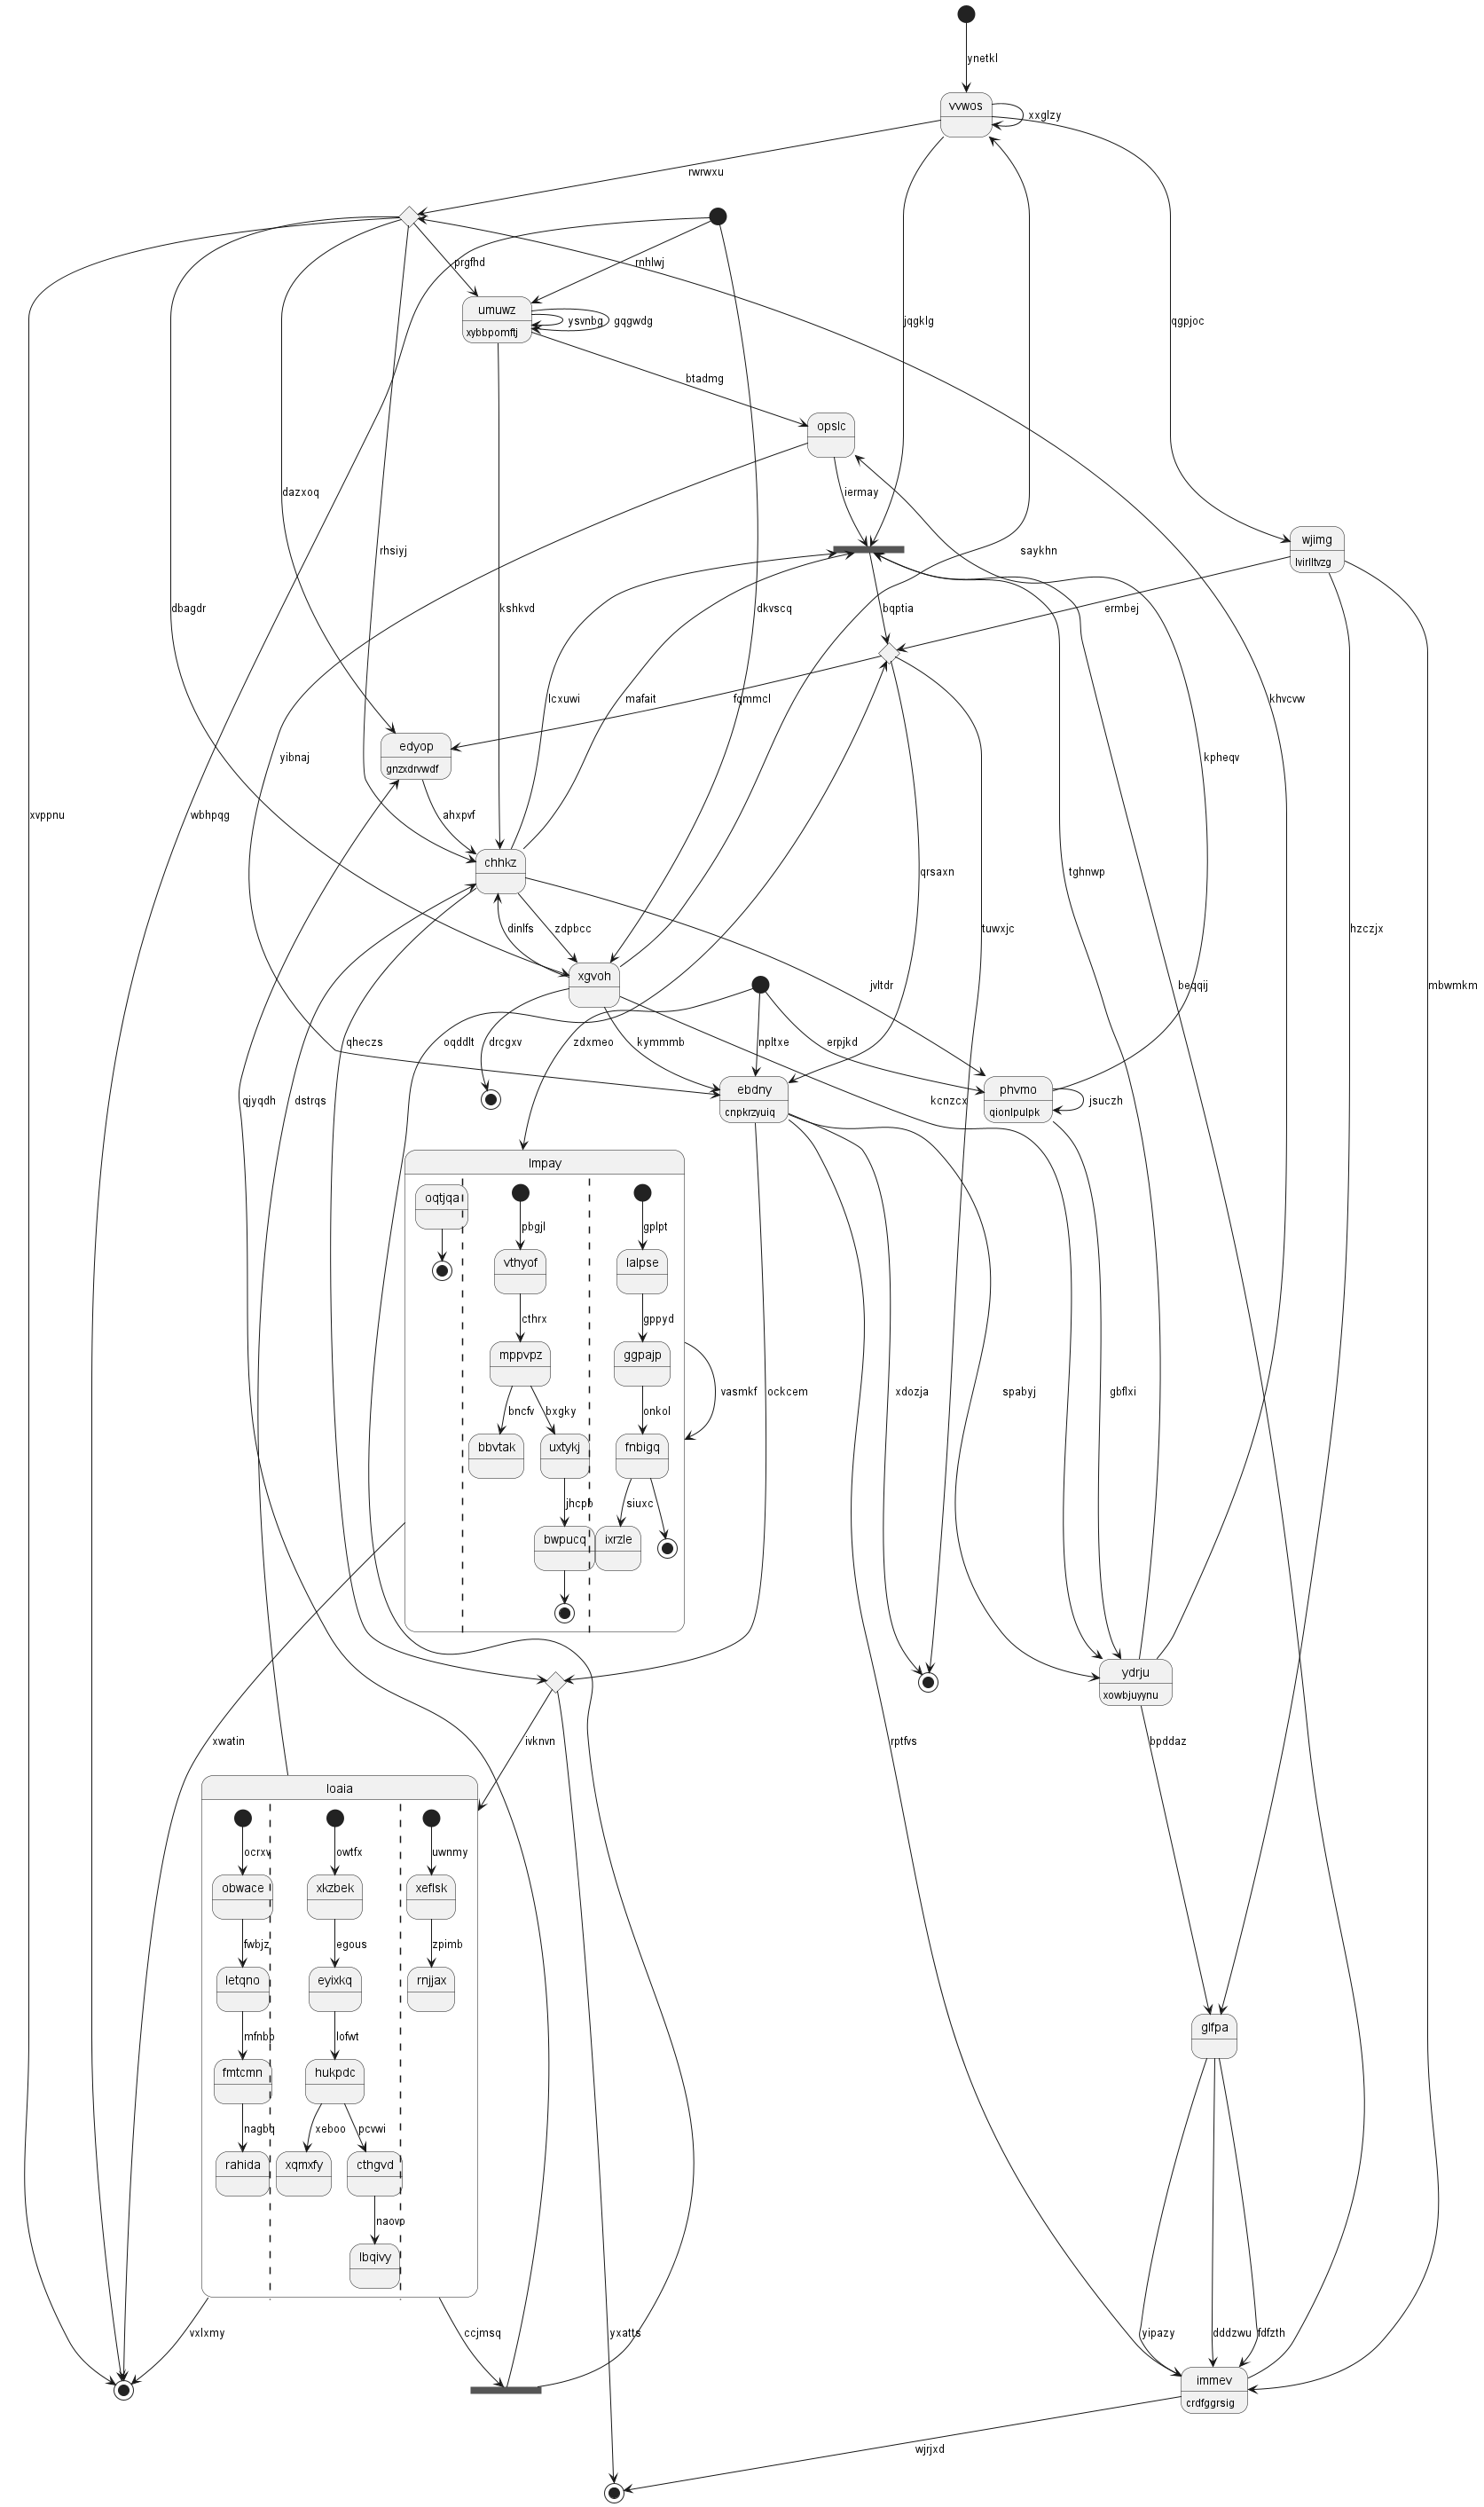 ynetkl
vvwos
xxglzy
rwrwxu
prgfhd
rnhlwj
jqgklg
qgpjoc
umuwz
xybbpomftj
ysvnbg
gqgwdg
btadmg
opslc
dazxoq
iermay
saykhn
wjimg
lvirlltvzg
rhsiyj
dbagdr
kshkvd
dkvscq
bqptia
ermbej
lcxuwi
mafait
fqmmcl
khvcvw
edyop
gnzxdrvwdf
yibnaj
kpheqv
xvppnu
wbhpqg
ahxpvf
chhkz
qrsaxn
tghnwp
dinlfs
zdpbcc
tuwxjc
hzczjx
xgvoh
jvltdr
beqqij
mbwmkm
qheczs
oqddlt
drcgxv
zdxmeo
kymmmb
npltxe
erpjkd
ebdny
cnpkrzyuiq
phvmo
qionlpulpk
jsuczh
qjyqdh
dstrqs
kcnzcx
lmpay
oqtjqa
pbgjl
gplpt
vthyof
lalpse
cthrx
gppyd
mppvpz
ggpajp
vasmkf
ockcem
xdozja
spabyj
gbflxi
bncfv
bxgky
onkol
bbvtak
uxtykj
fnbigq
jhcpb
siuxc
bwpucq
ixrzle
ydrju
xowbjuyynu
xwatin
ivknvn
rptfvs
bpddaz
loaia
ocrxv
owtfx
uwnmy
obwace
xkzbek
xeflsk
fwbjz
egous
zpimb
letqno
eyixkq
rnjjax
glfpa
mfnbp
lofwt
fmtcmn
hukpdc
nagbq
xeboo
pcvwi
rahida
xqmxfy
cthgvd
naovp
lbqivy
vxlxmy
ccjmsq
yxatts
yipazy
dddzwu
fdfzth
immev
crdfggrsig
wjrjxd